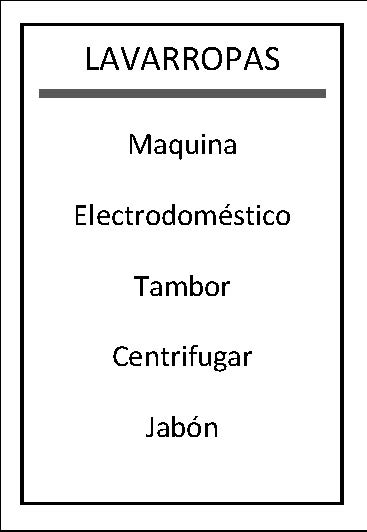 LAVARROPAS
Maquina
Electrodoméstico
Tambor
Centrifugar
Jabón